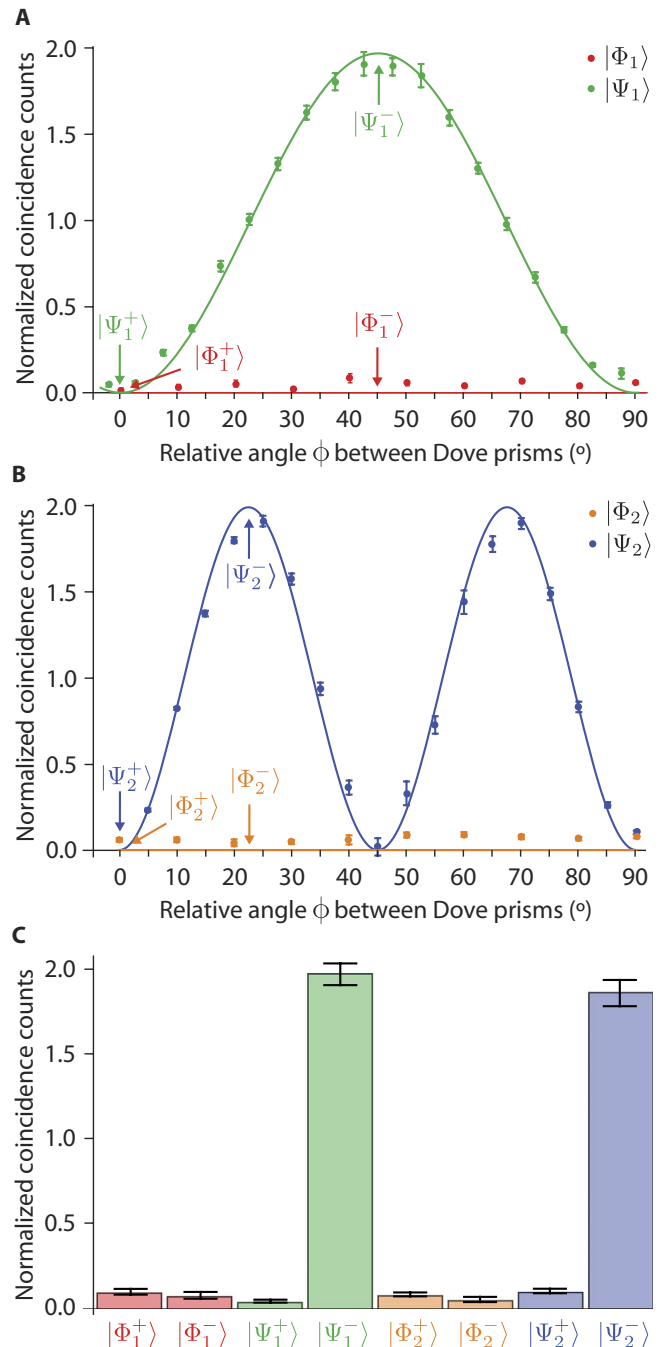 A
Normalized coincidence counts
2.0
1.5
1.0
0.5
0.0
|Φ₁⟩
|Ψ₁⟩
|Ψ₁⁻⟩
|Ψ₁⁺⟩
|Φ₁⁺⟩
|Φ₁⁻⟩
0 10 20 30 40 50 60 70 80 90
Relative angle ϕ between Dove prisms (º)
B
Normalized coincidence counts
2.0
1.5
1.0
0.5
0.0
|Φ₂⟩
|Ψ₂⟩
|Ψ₂⁻⟩
|Ψ₂⁺⟩
|Φ₂⁺⟩
|Φ₂⁻⟩
0 10 20 30 40 50 60 70 80 90
Relative angle ϕ between Dove prisms (º)
C
Normalized coincidence counts
2.0
1.5
1.0
0.5
0.0
|Φ₁⁺⟩ |Φ₁⁻⟩ |Ψ₁⁺⟩ |Ψ₁⁻⟩ |Φ₂⁺⟩ |Φ₂⁻⟩ |Ψ₂⁺⟩ |Ψ₂⁻⟩